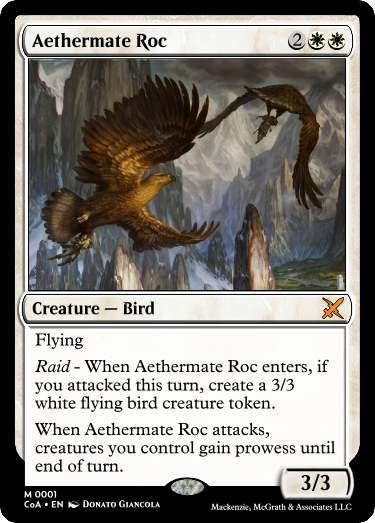 Aethermate Roc 2
Creature — Bird
Flying
Raid - When Aethermate Roc enters, if
you attacked this turn, create a 3/3
white flying bird creature token.
When Aethermate Roc attacks,
creatures you control gain prowess until
end of turn.
3/3
M 0001
CoA • EN Donato Giancola
Mackenzie, McGrath & Associates LLC